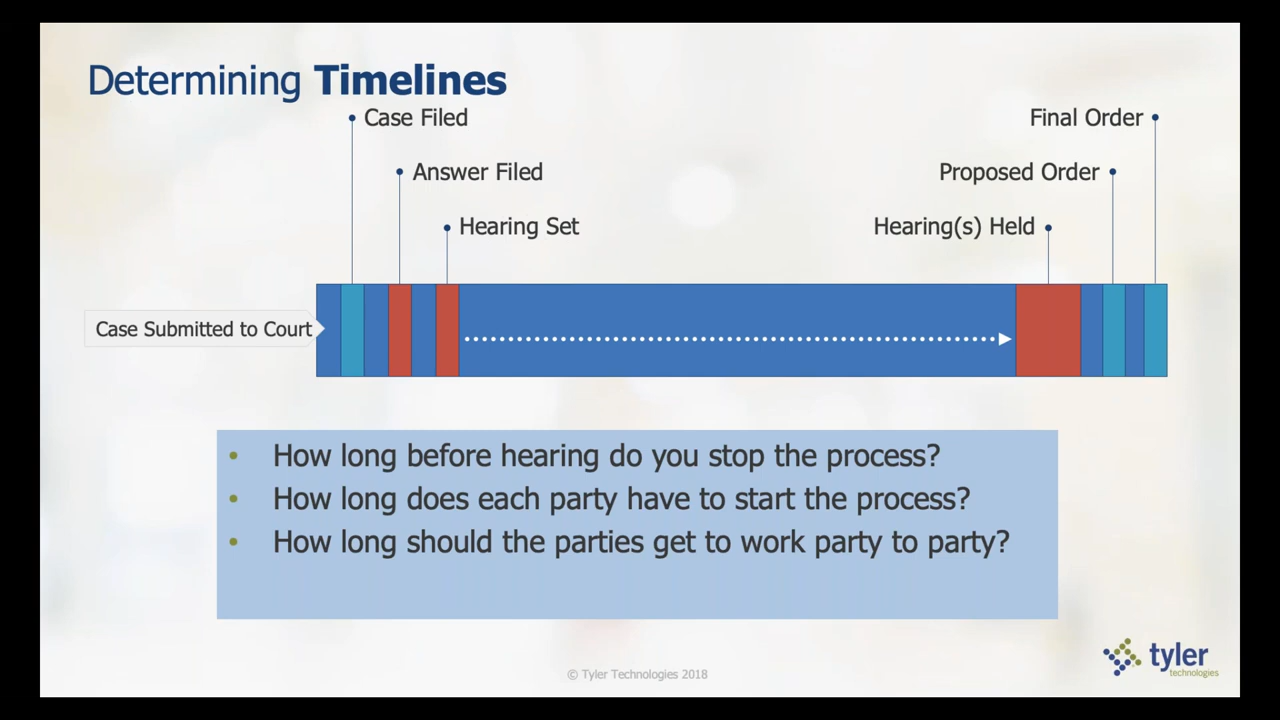 Determining Timelines
Case Filed
Final Order
Answer Filed
Proposed Order
Hearing Set
Hearing(s) Held
Case Submitted to Court
• How long before hearing do you stop the process?
• How long does each party have to start the process?
• How long should the parties get to work party to party?
© Tyler Technologies 2018
tyler
technologies